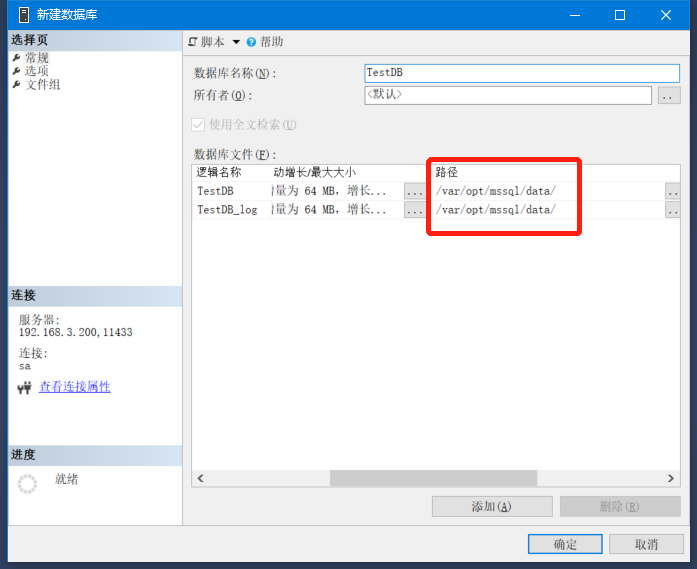 新建数据库
选择页
常规
选项
文件组
脚本 帮助
数据库名称(N): TestDB
所有者(O): <默认> ..
使用全文检索(U)
数据库文件(F):
逻辑名称 动增长/最大大小 路径
TestDB 量为 64 MB, 增长... ... /var/opt/mssql/data/ ..
TestDB_log 量为 64 MB, 增长... ... /var/opt/mssql/data/ ..
连接
服务器:
192.168.3.200,11433
连接:
sa
查看连接属性
进度
就绪
添加(A) 删除(R)
确定 取消